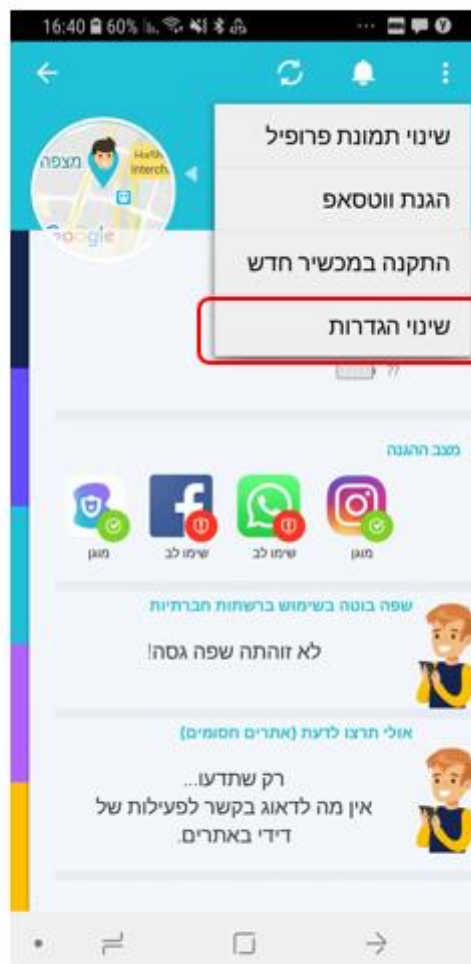 16:40 60%
שינוי תמונת פרופיל
הגנת ווטסאפ
התקנה במכשיר חדש
שינוי הגדרות
מצפה
Interch
Google
??
מצב ההגנה
מוגן
שימו לב
שימו לב
מוגן
שפה בוטה בשימוש ברשתות חברתיות
לא זוהתה שפה גסה!
אולי תרצו לדעת (אתרים חסומים)
רק שתדעו...
אין מה לדאוג בקשר לפעילות של
דידי באתרים.